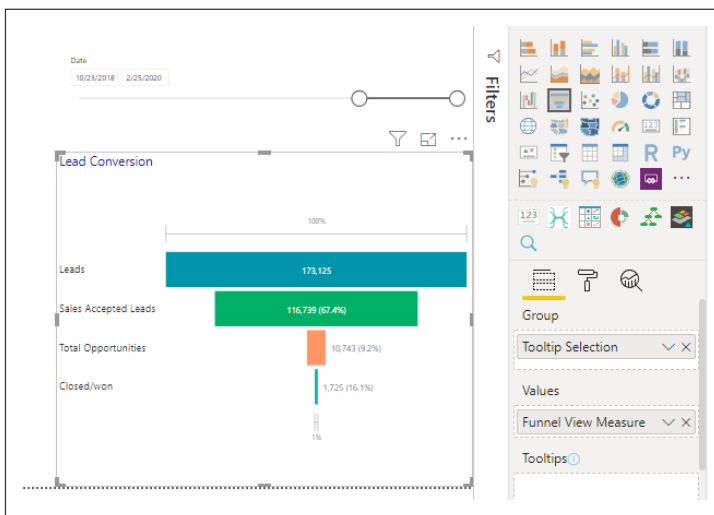 Date
10/23/2018 2/25/2020
Filters
Lead Conversion
100%
Leads
173,125
Sales Accepted Leads
116,739 (67.4%)
Total Opportunities
10,743 (9.2%)
Closed/won
1,725 (16.1%)
1%
123
R Py
123
Group
Tooltip Selection
Values
Funnel View Measure
Tooltips